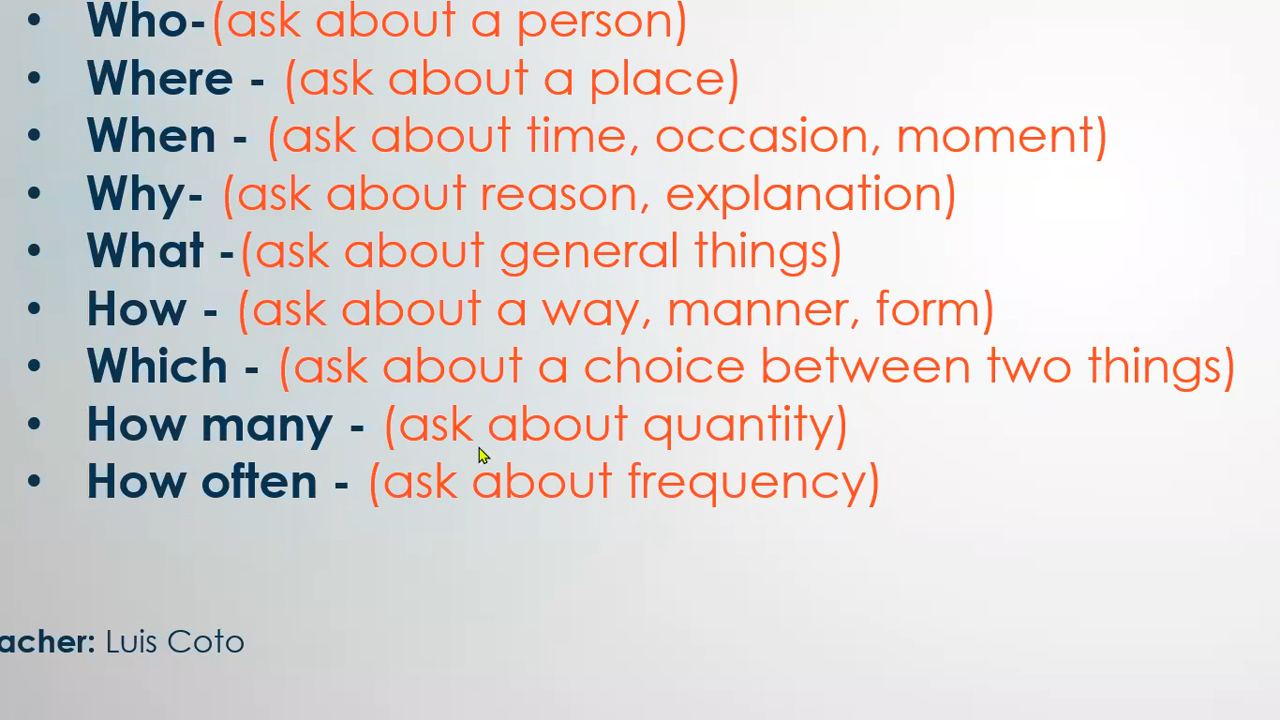 • Who-(ask about a person)
• Where - (ask about a place)
• When - (ask about time, occasion, moment)
• Why- (ask about reason, explanation)
• What -(ask about general things)
• How - (ask about a way, manner, form)
• Which - (ask about a choice between two things)
• How many - (ask about quantity)
• How often - (ask about frequency)
acher: Luis Coto